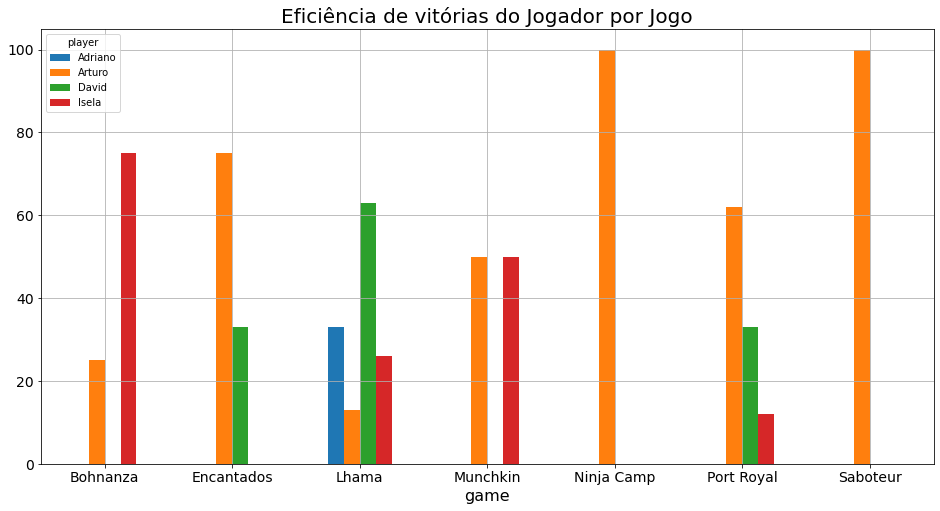 Eficiência de vitórias do Jogador por Jogo
player
Adriano
Arturo
David
Isela
100
80
60
40
20
0
Bohnanza Encantados Lhama Munchkin Ninja Camp Port Royal Saboteur
game